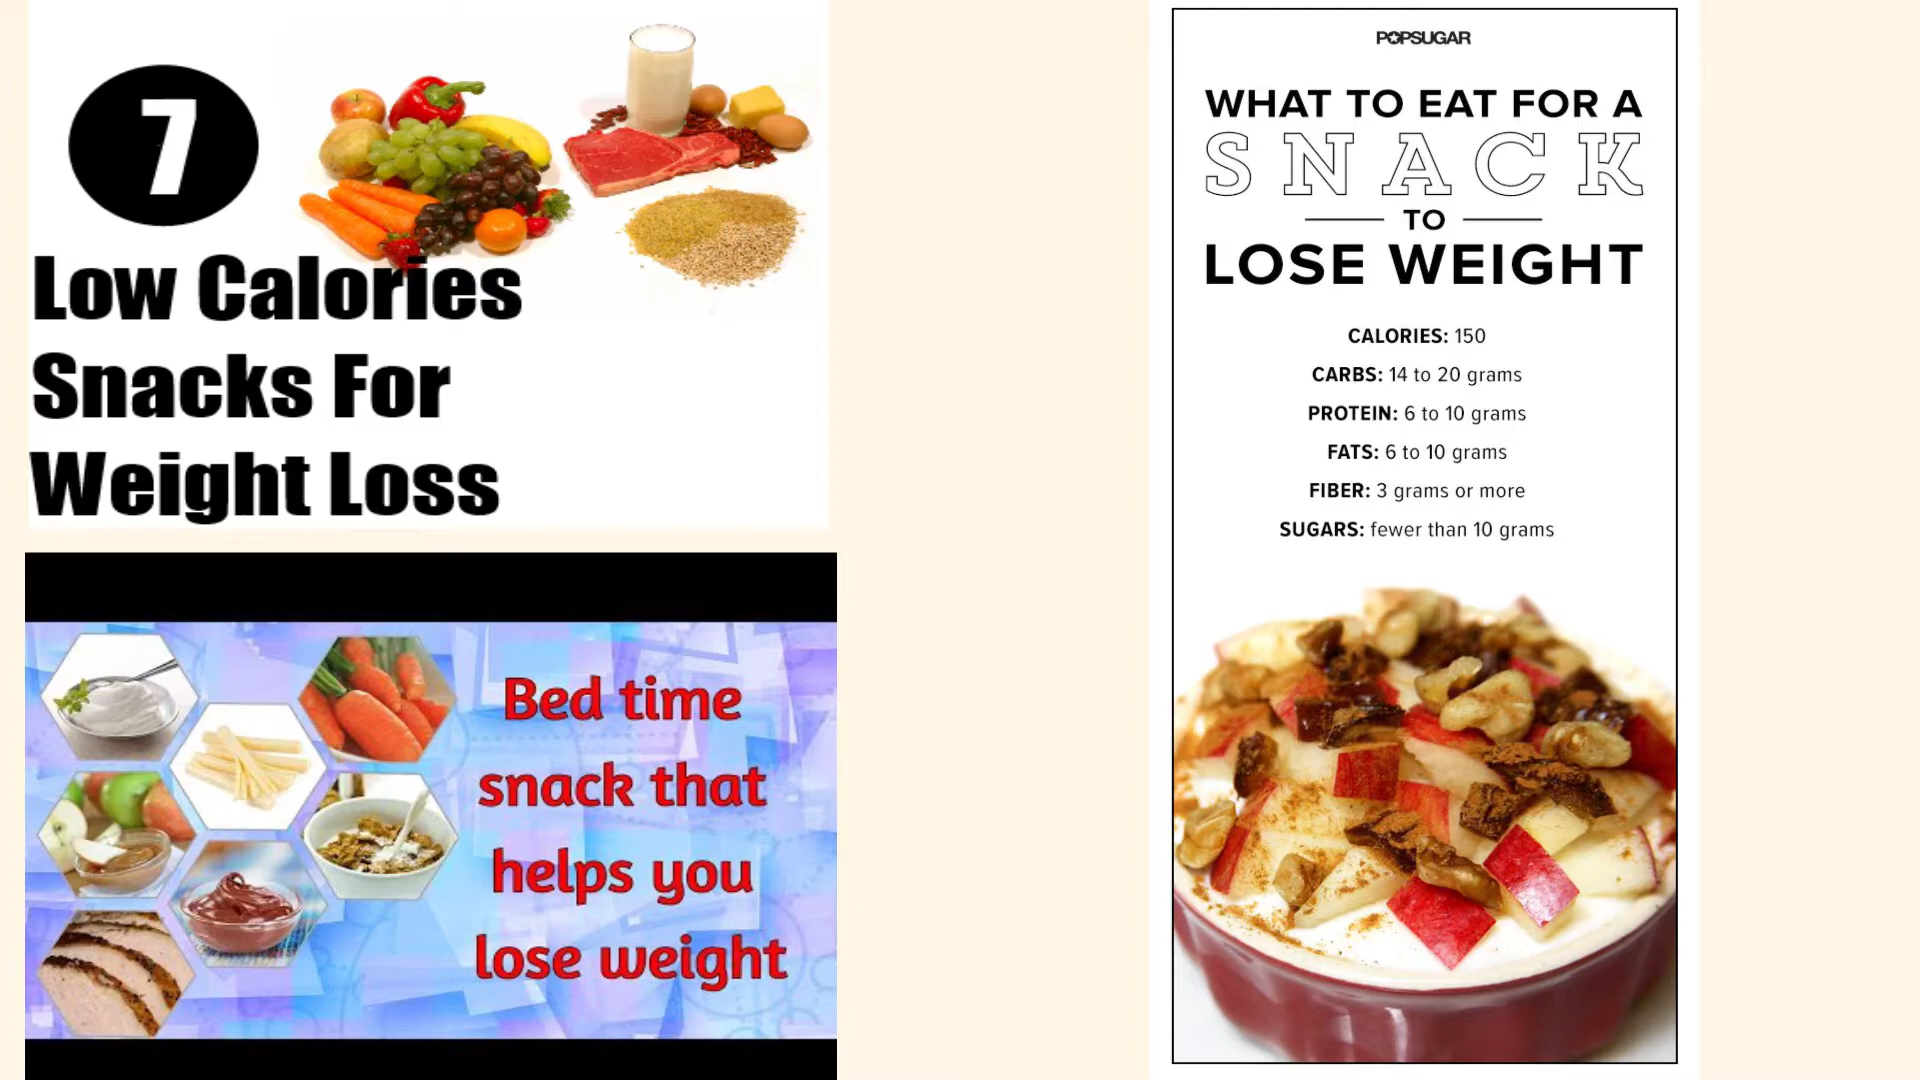 7
Low Calories
Snacks For
Weight Loss
Bed time
snack that
helps you
lose weight
POPSUGAR
WHAT TO EAT FOR A
SNACK
TO
LOSE WEIGHT
CALORIES: 150
CARBS: 14 to 20 grams
PROTEIN: 6 to 10 grams
FATS: 6 to 10 grams
FIBER: 3 grams or more
SUGARS: fewer than 10 grams